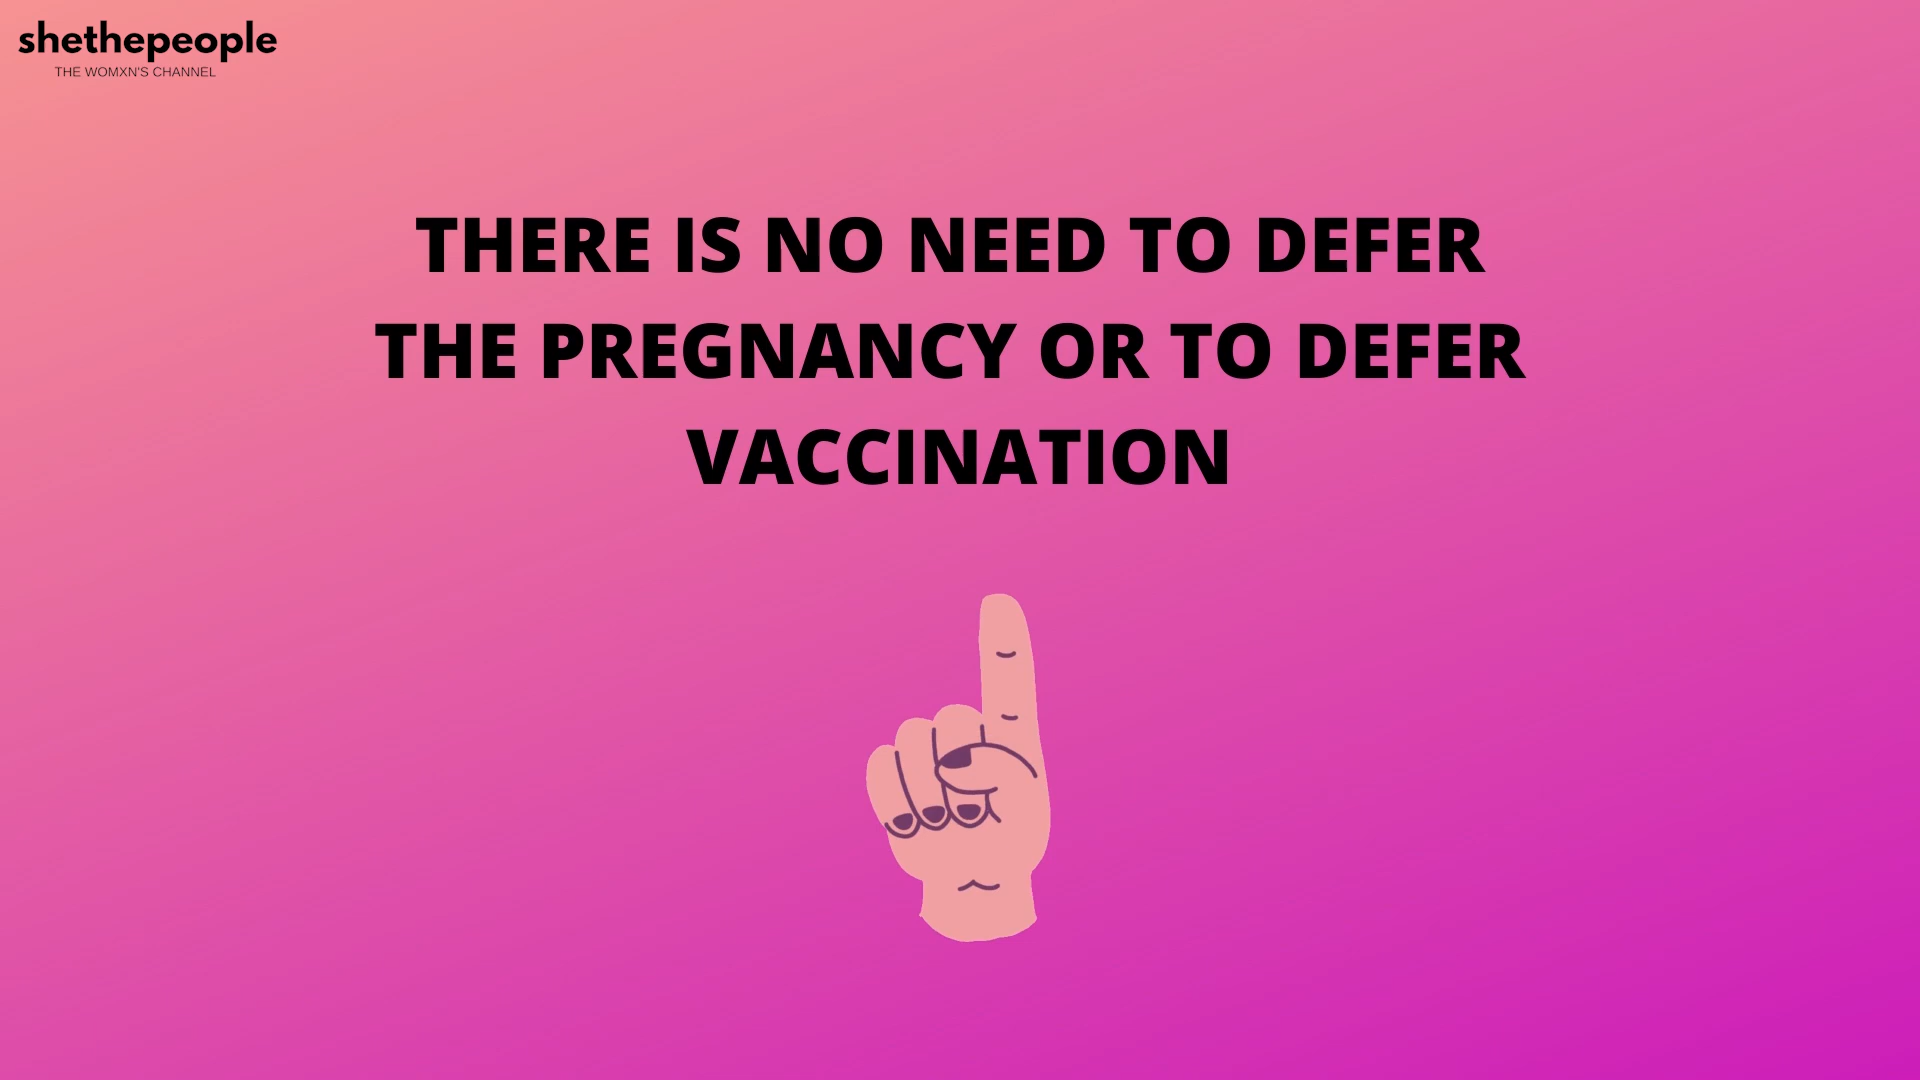 shethepeople
THE WOMXN'S CHANNEL
THERE IS NO NEED TO DEFER
THE PREGNANCY OR TO DEFER
VACCINATION